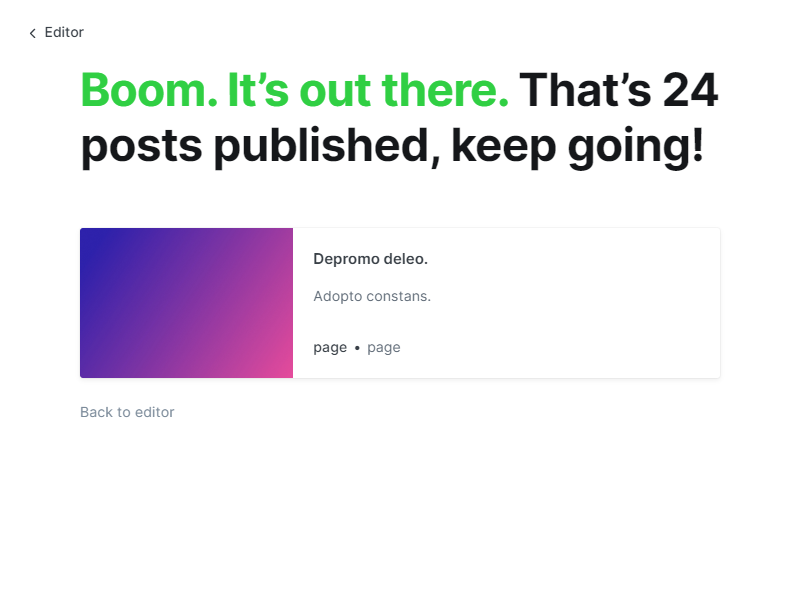 Editor
Boom. It’s out there. That’s 24
posts published, keep going!
Depromo deleo.
Adopto constans.
page • page
Back to editor